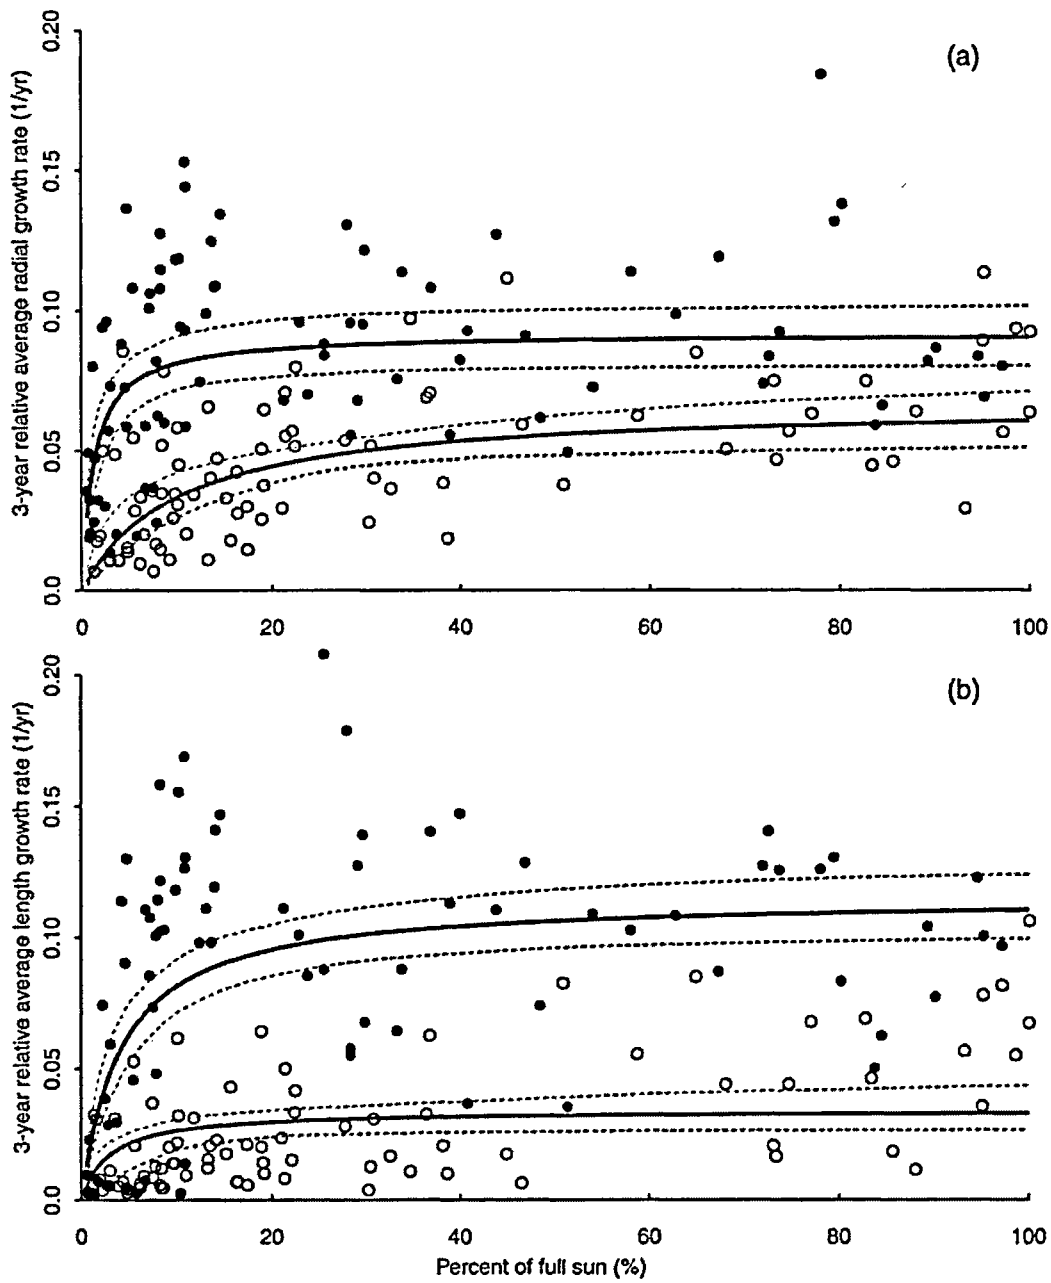 (a)
3-year relative average radial growth rate (1/yr)
0.20
0.15
0.10
0.05
0.0
0 20 40 60 80 100
(b)
3-year relative average length growth rate (1/yr)
0.20
0.15
0.10
0.05
0.0
0 20 40 60 80 100
Percent of full sun (%)